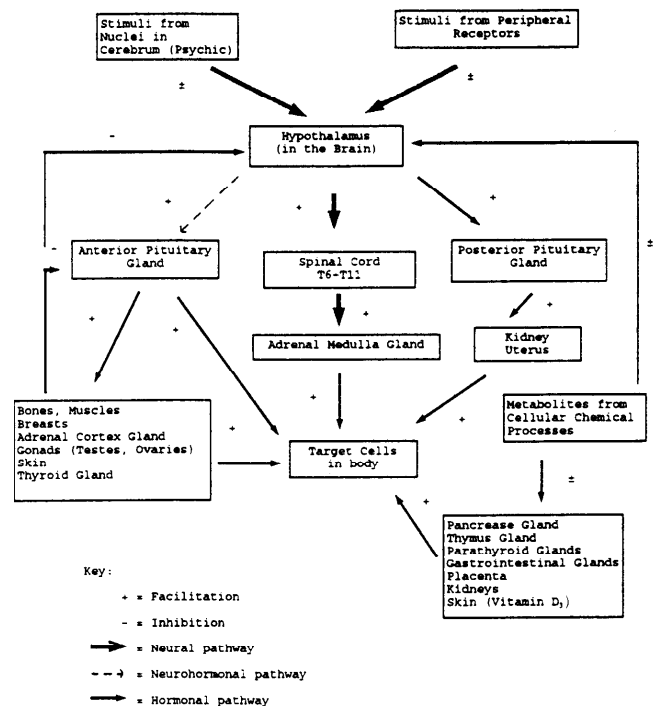 Stimuli from
Nuclei in
Cerebrum (Psychic)
Stimuli from Peripheral
Receptors
±
±
Hypothalamus
(in the Brain)
-
+
+
+
±
-
Anterior Pituitary
Gland
Spinal Cord
T6-T11
Posterior Pituitary
Gland
+
+
+
+
Adrenal Medulla Gland
Kidney
Uterus
Bones, Muscles
Breasts
Adrenal Cortex Gland
Gonads (Testes, Ovaries)
Skin
Thyroid Gland
+
+
+
Target Cells
in body
Metabolites from
Cellular Chemical
Processes
±
+
Pancrease Gland
Thymus Gland
Parathyroid Glands
Gastrointestinal Glands
Placenta
Kidneys
Skin (Vitamin D₃)
Key:
+ = Facilitation
- = Inhibition
= Neural pathway
= Neurohormonal pathway
= Hormonal pathway